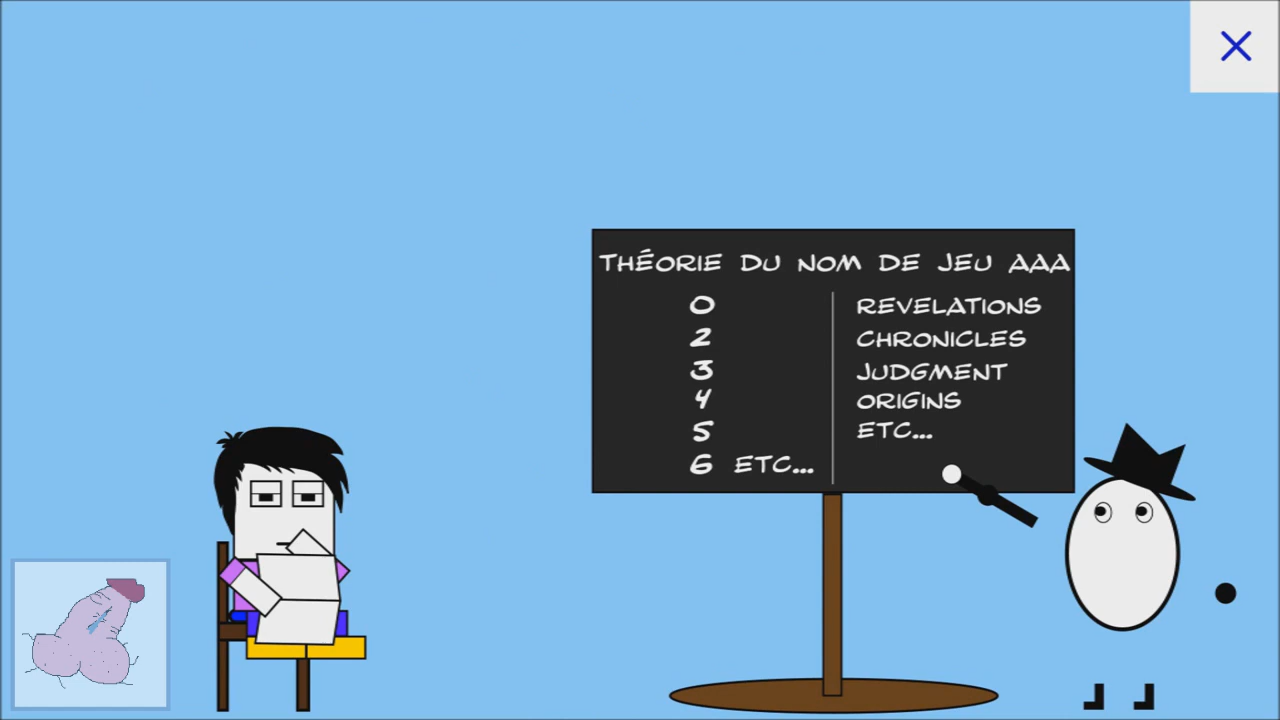 THÉORIE DU NOM DE JEU AAA
0 REVELATIONS
2 CHRONICLES
3 JUDGMENT
4 ORIGINS
5 ETC...
6 ETC...